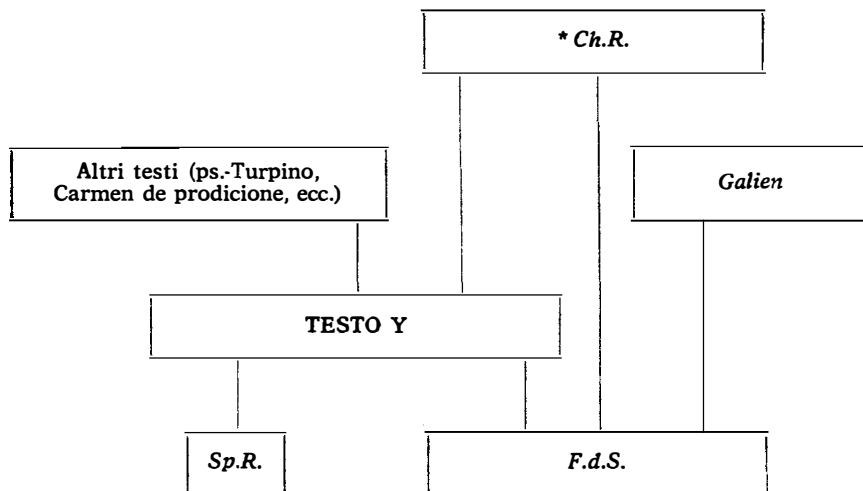 * Ch.R.
Altri testi (ps.-Turpino,
Carmen de prodicione, ecc.)
Galien
TESTO Y
Sp.R.
F.d.S.